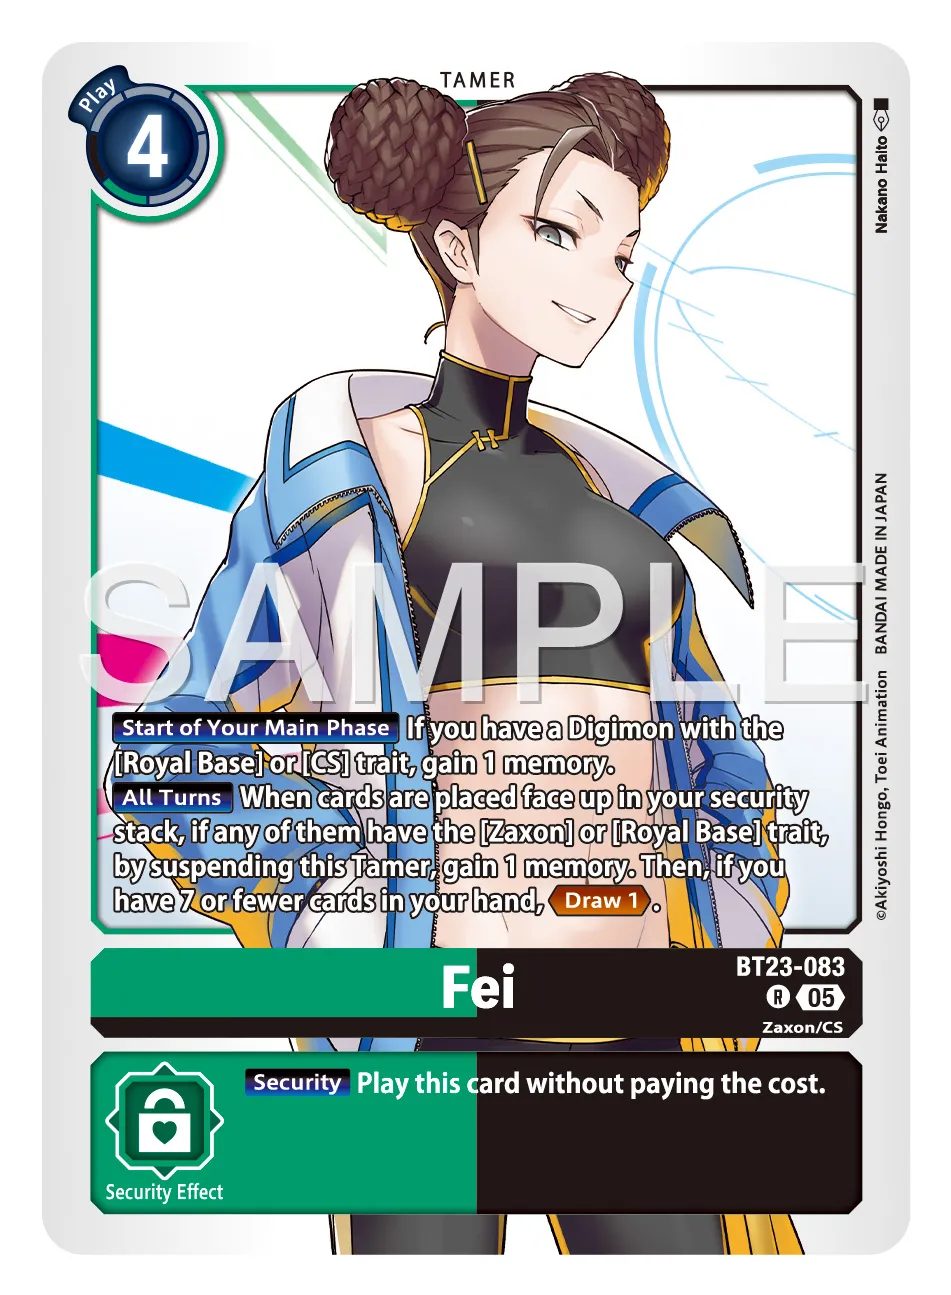 TAMER
Play
4
Nakano Haito
©Akiyoshi Hongo, Toei Animation BANDAI MADE IN JAPAN
SAMPLE
Start of Your Main Phase If you have a Digimon with the
[Royal Base] or [CS] trait, gain 1 memory.
All Turns When cards are placed face up in your security
stack, if any of them have the [Zaxon] or [Royal Base] trait,
by suspending this Tamer, gain 1 memory. Then, if you
have 7 or fewer cards in your hand, Draw 1 .
Fei
BT23-083
R 05
Zaxon/CS
Security Play this card without paying the cost.
Security Effect